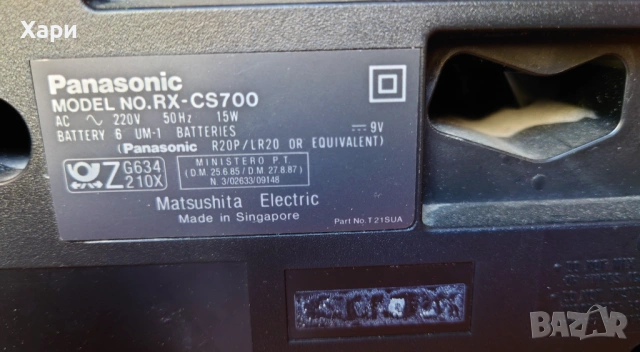 Хари
Panasonic
MODEL NO. RX-CS700
AC ~ 220V 50Hz 15W
BATTERY 6 UM-1 BATTERIES ⎓ 9V
(Panasonic R20P/LR20 OR EQUIVALENT)
Z G634
210X
MINISTERO P.T.
(D.M. 25.6.85/D.M. 27.8.87)
N. 3/02633/09148
Matsushita Electric
Made in Singapore
Part No. T21SUA
BAZAR